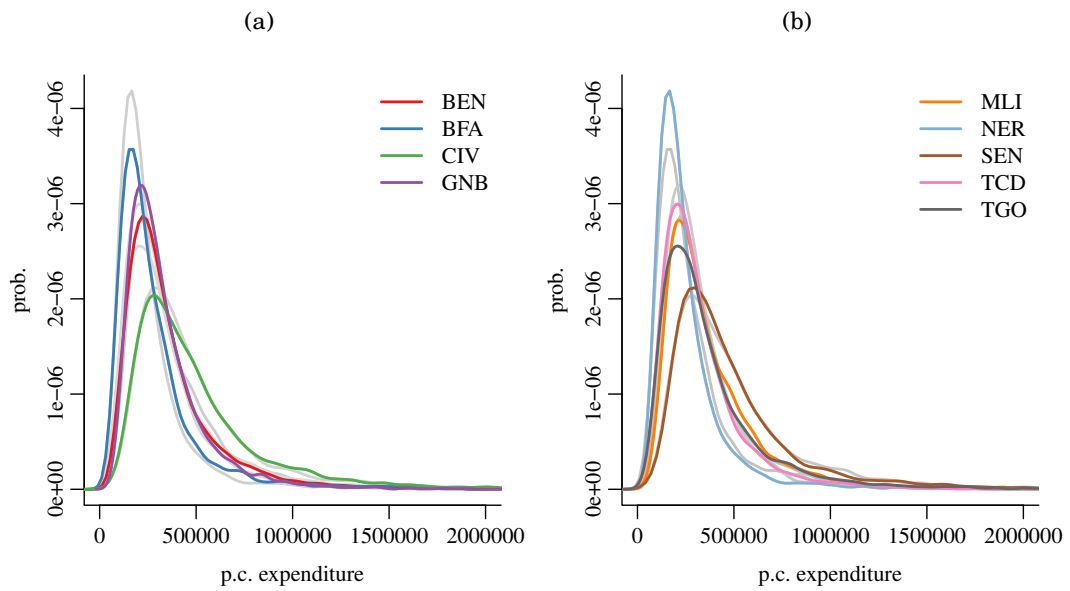 (a)
prob.
0e+00
1e−06
2e−06
3e−06
4e−06
BEN
BFA
CIV
GNB
0
500000
1000000
1500000
2000000
p.c. expenditure
(b)
prob.
0e+00
1e−06
2e−06
3e−06
4e−06
MLI
NER
SEN
TCD
TGO
0
500000
1000000
1500000
2000000
p.c. expenditure